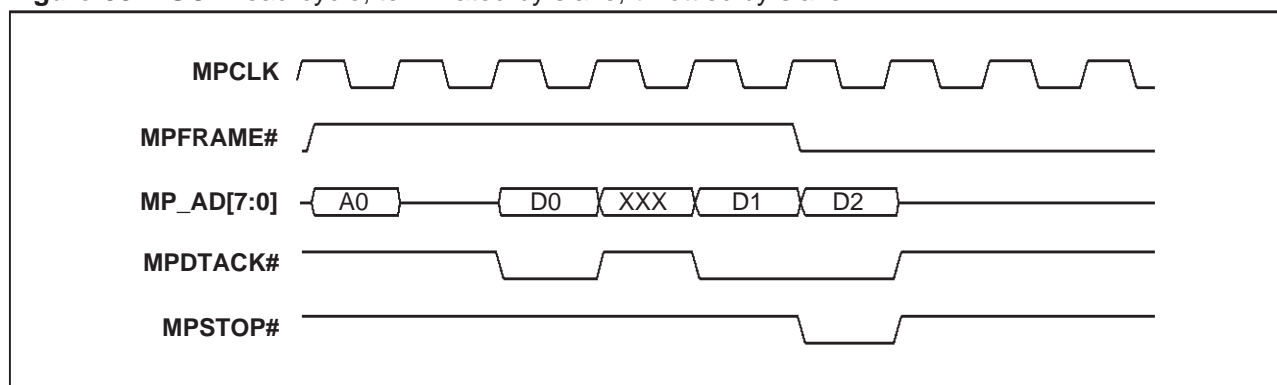 MPCLK
MPFRAME#
MP_AD[7:0] A0 D0 XXX D1 D2
MPDTACK#
MPSTOP#